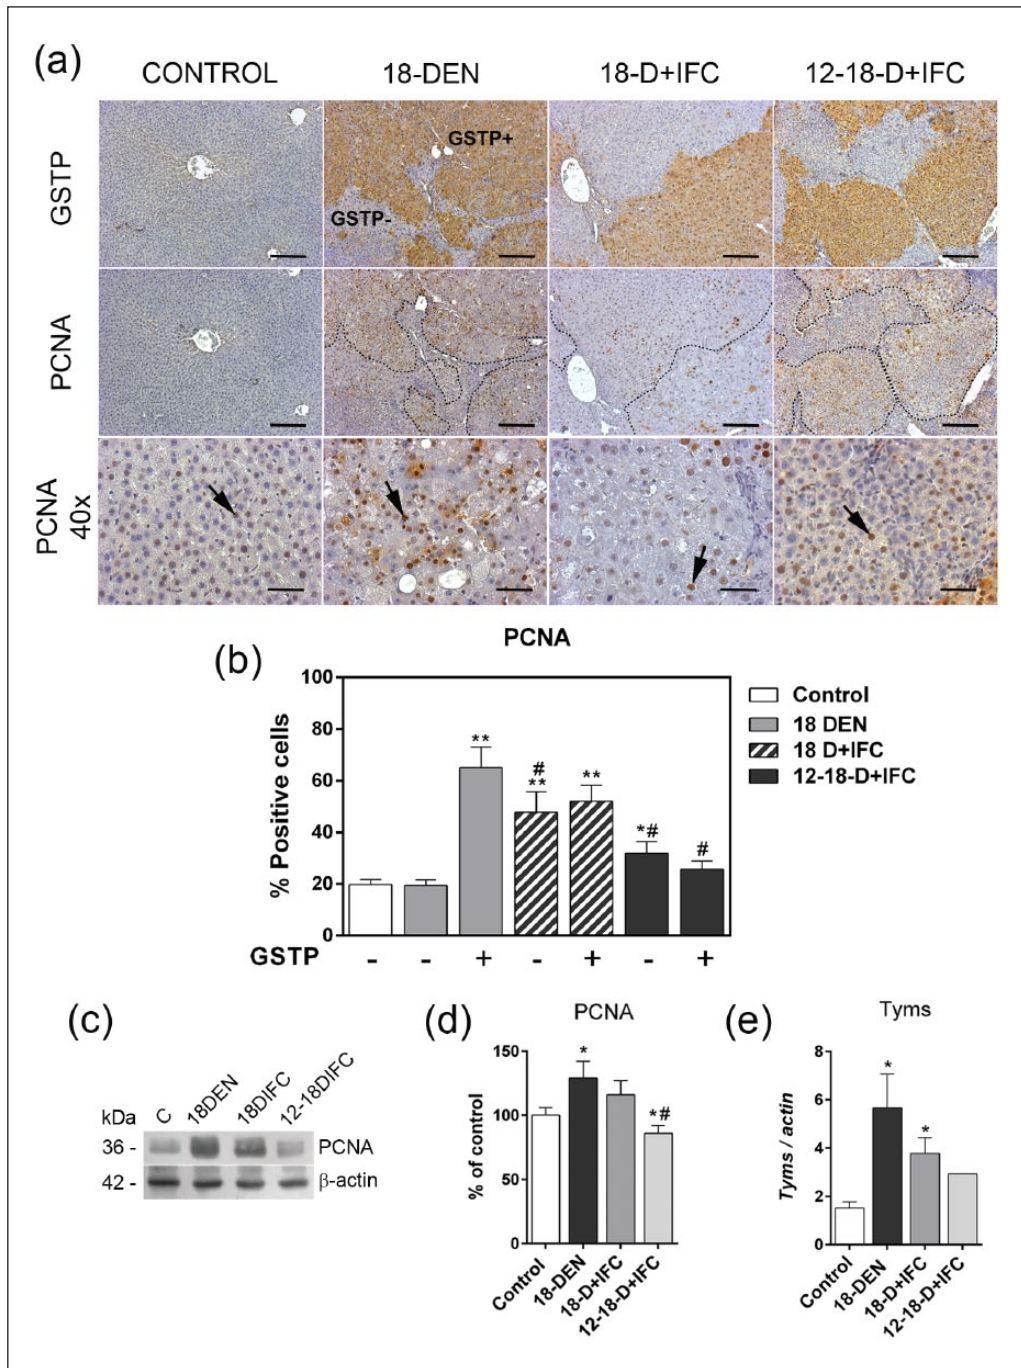 (a)
CONTROL 18-DEN 18-D+IFC 12-18-D+IFC
GSTP
GSTP+
GSTP-
PCNA
PCNA
40x
(b)
PCNA
% Positive cells
100
80
60
40
20
0
** # ** ** *# #
GSTP - - + - + - +
Control
18 DEN
18 D+IFC
12-18-D+IFC
(c)
C 18DEN 18DIFC 12-18DIFC
kDa
36 - PCNA
42 - β-actin
(d)
PCNA
% of control
150
100
50
0
* *#
Control 18-DEN 18-D+IFC 12-18-D+IFC
(e)
Tyms
Tyms / actin
8
6
4
2
0
* *
Control 18-DEN 18-D+IFC 12-18-D+IFC